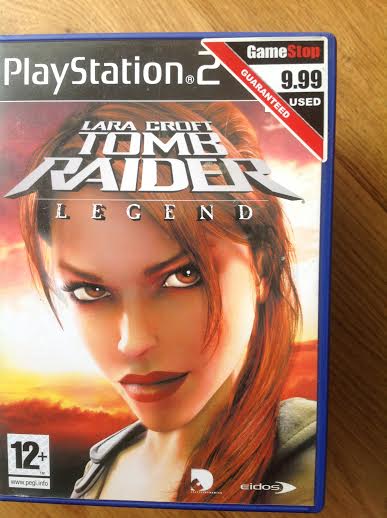 PlayStation®2
GameStop
GUARANTEED
9.99
USED
LARA CROFT
TOMB
RAIDER
LEGEND
12+
www.pegi.info
eidos